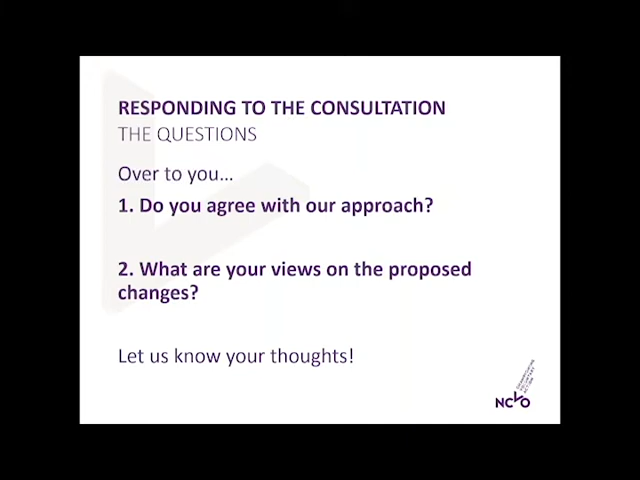 RESPONDING TO THE CONSULTATION
THE QUESTIONS
Over to you…
1. Do you agree with our approach?
2. What are your views on the proposed
changes?
Let us know your thoughts!
NCVO